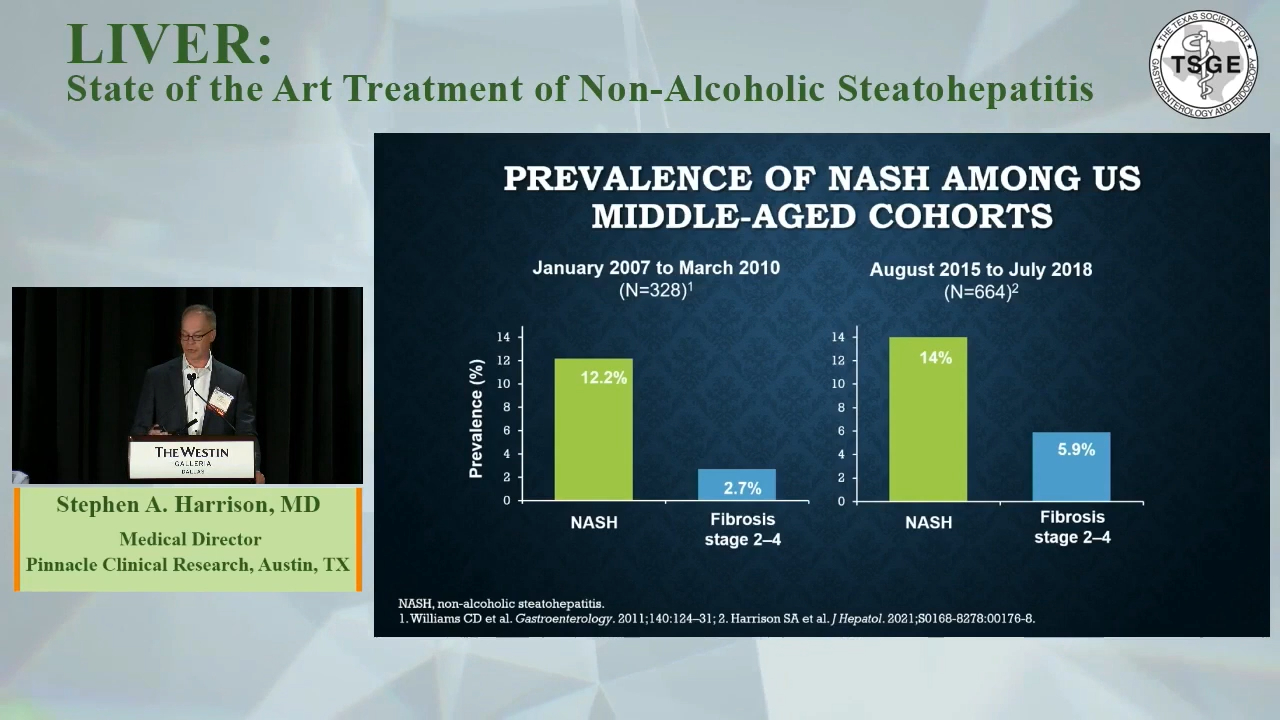 LIVER:
State of the Art Treatment of Non-Alcoholic Steatohepatitis
THE TEXAS SOCIETY FOR
TSGE
GASTROENTEROLOGY AND ENDOSCOPY
PREVALENCE OF NASH AMONG US
MIDDLE-AGED COHORTS
January 2007 to March 2010
(N=328)1
Prevalence (%)
14
12
10
8
6
4
2
0
12.2%
2.7%
NASH
Fibrosis
stage 2–4
August 2015 to July 2018
(N=664)2
14
12
10
8
6
4
2
0
14%
5.9%
NASH
Fibrosis
stage 2–4
NASH, non-alcoholic steatohepatitis.
1. Williams CD et al. Gastroenterology. 2011;140:124–31; 2. Harrison SA et al. J Hepatol. 2021;S0168-8278:00176-8.
THE WESTIN
GALLERIA
DALLAS
Stephen A. Harrison, MD
Medical Director
Pinnacle Clinical Research, Austin, TX